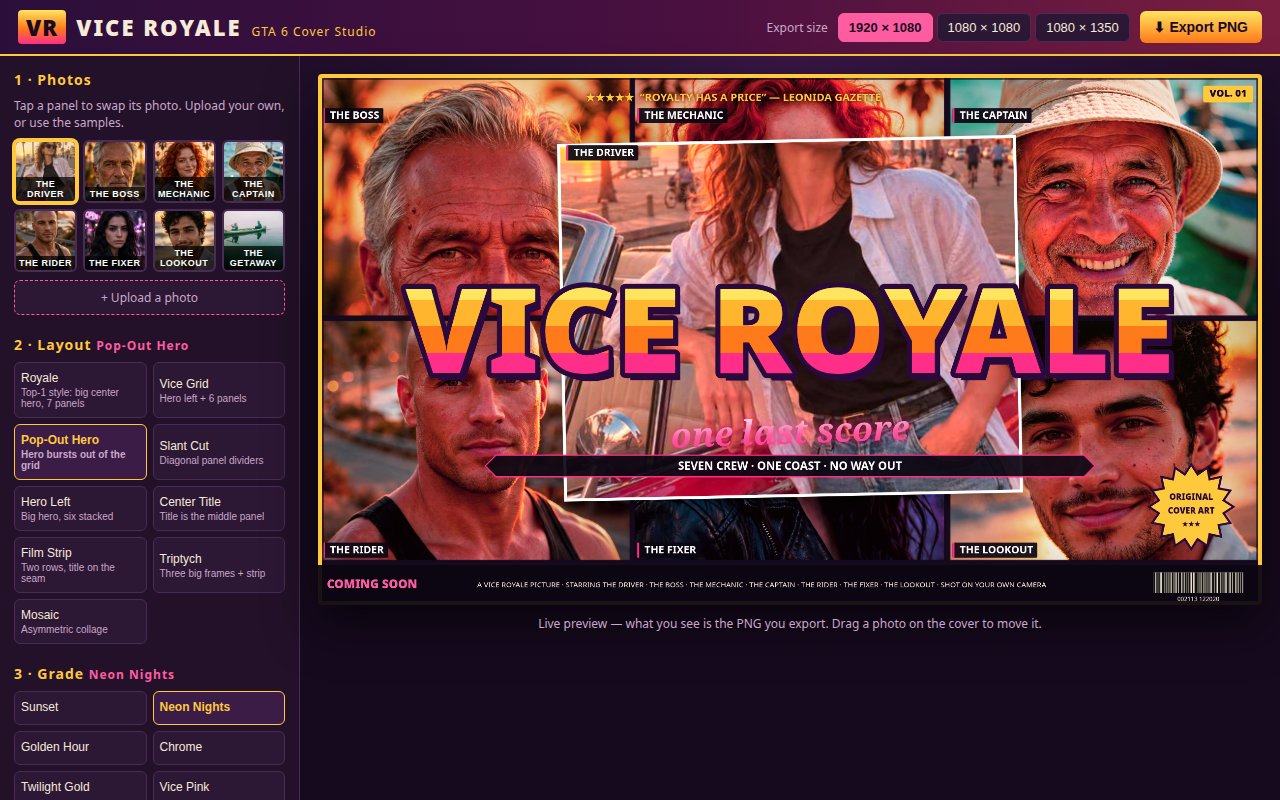 VR VICE ROYALE GTA 6 Cover Studio
Export size 1920 × 1080 1080 × 1080 1080 × 1350 ⬇ Export PNG
1 · Photos
Tap a panel to swap its photo. Upload your own,
or use the samples.
THE DRIVER
THE BOSS
THE MECHANIC
THE CAPTAIN
THE RIDER
THE FIXER
THE LOOKOUT
THE GETAWAY
+ Upload a photo
2 · Layout Pop-Out Hero
Royale
Top-1 style: big center
hero, 7 panels
Vice Grid
Hero left + 6 panels
Pop-Out Hero
Hero bursts out of the
grid
Slant Cut
Diagonal panel dividers
Hero Left
Big hero, six stacked
Center Title
Title is the middle panel
Film Strip
Two rows, title on the
seam
Triptych
Three big frames + strip
Mosaic
Asymmetric collage
3 · Grade Neon Nights
Sunset
Neon Nights
Golden Hour
Chrome
Twilight Gold
Vice Pink
★★★★★ “ROYALTY HAS A PRICE” — LEONIDA GAZETTE
VOL. 01
THE BOSS
THE MECHANIC
THE CAPTAIN
THE DRIVER
VICE ROYALE
one last score
SEVEN CREW · ONE COAST · NO WAY OUT
ORIGINAL
COVER ART
★★★
THE RIDER
THE FIXER
THE LOOKOUT
COMING SOON
A VICE ROYALE PICTURE · STARRING THE DRIVER · THE BOSS · THE MECHANIC · THE CAPTAIN · THE RIDER · THE FIXER · THE LOOKOUT · SHOT ON YOUR OWN CAMERA
002113 122020
Live preview — what you see is the PNG you export. Drag a photo on the cover to move it.